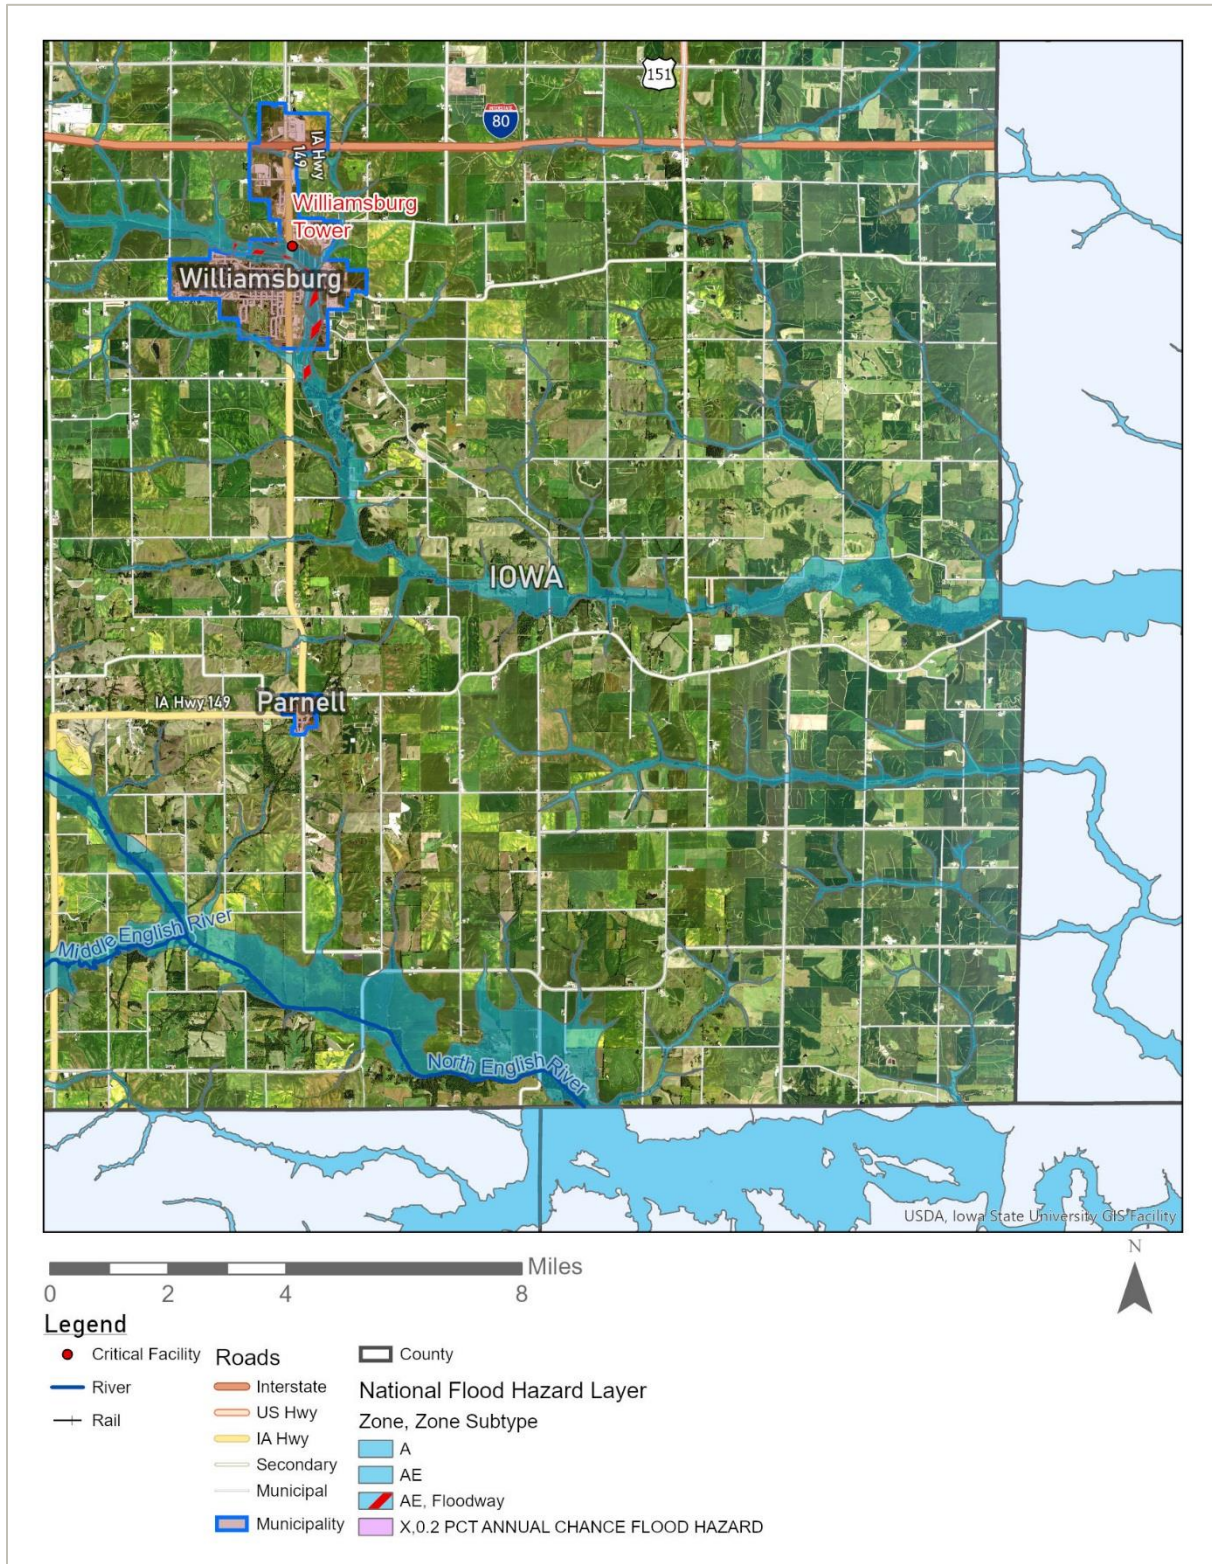 151
INTERSTATE
80
IA Hwy
149
Williamsburg
Tower
Williamsburg
IOWA
Parnell
IA Hwy 149
Middle English River
North English River
USDA, Iowa State University GIS Facility
N
Miles
0 2 4 8
Legend
Critical Facility
River
Rail
Roads
Interstate
US Hwy
IA Hwy
Secondary
Municipal
Municipality
County
National Flood Hazard Layer
Zone, Zone Subtype
A
AE
AE, Floodway
X,0.2 PCT ANNUAL CHANCE FLOOD HAZARD